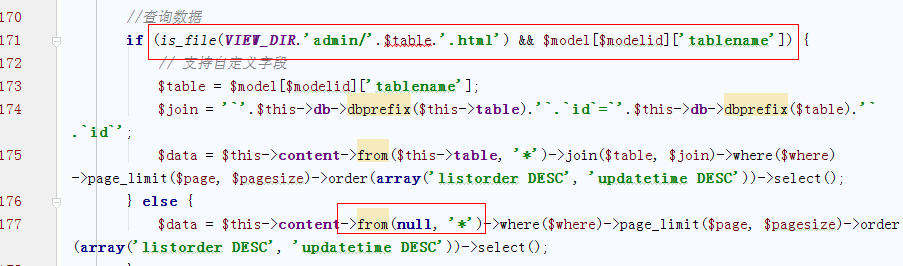 170 //查询数据
171 if (is_file(VIEW_DIR.'admin/'.$table.'.html') && $model[$modelid]['tablename']) {
172 // 支持自定义字段
173 $table = $model[$modelid]['tablename'];
174 $join = '`'.$this->db->dbprefix($this->table).'`.`id`=`'.$this->db->dbprefix($table).'`
.`id`';
175 $data = $this->content->from($this->table, '*')->join($table, $join)->where($where)
->page_limit($page, $pagesize)->order(array('listorder DESC', 'updatetime DESC'))->select();
176 } else {
177 $data = $this->content->from(null, '*')->where($where)->page_limit($page, $pagesize)->order
(array('listorder DESC', 'updatetime DESC'))->select();